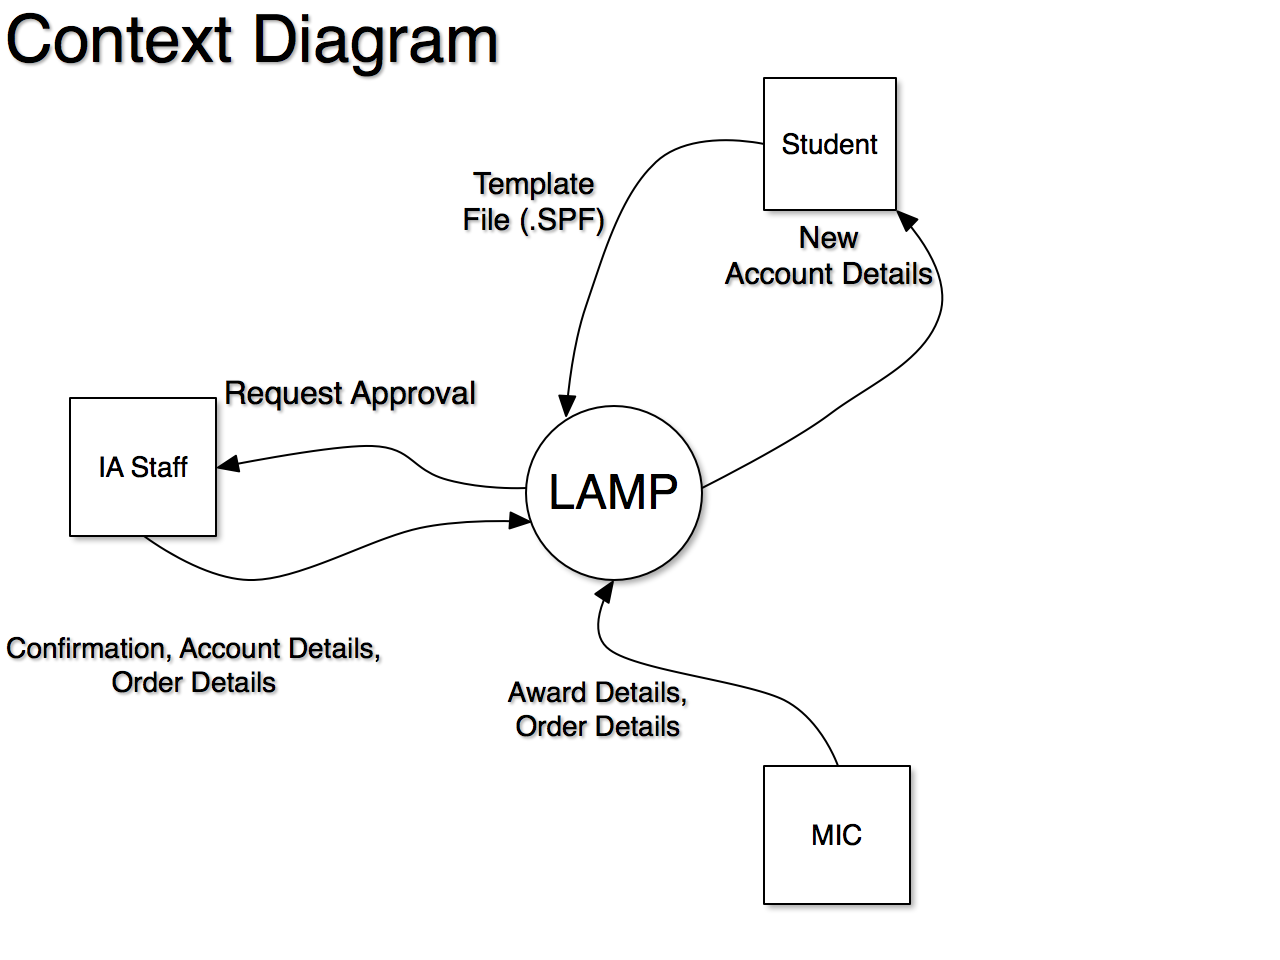 Context Diagram
Student
Template
File (.SPF)
New
Account Details
Request Approval
IA Staff
LAMP
Confirmation, Account Details,
Order Details
Award Details,
Order Details
MIC